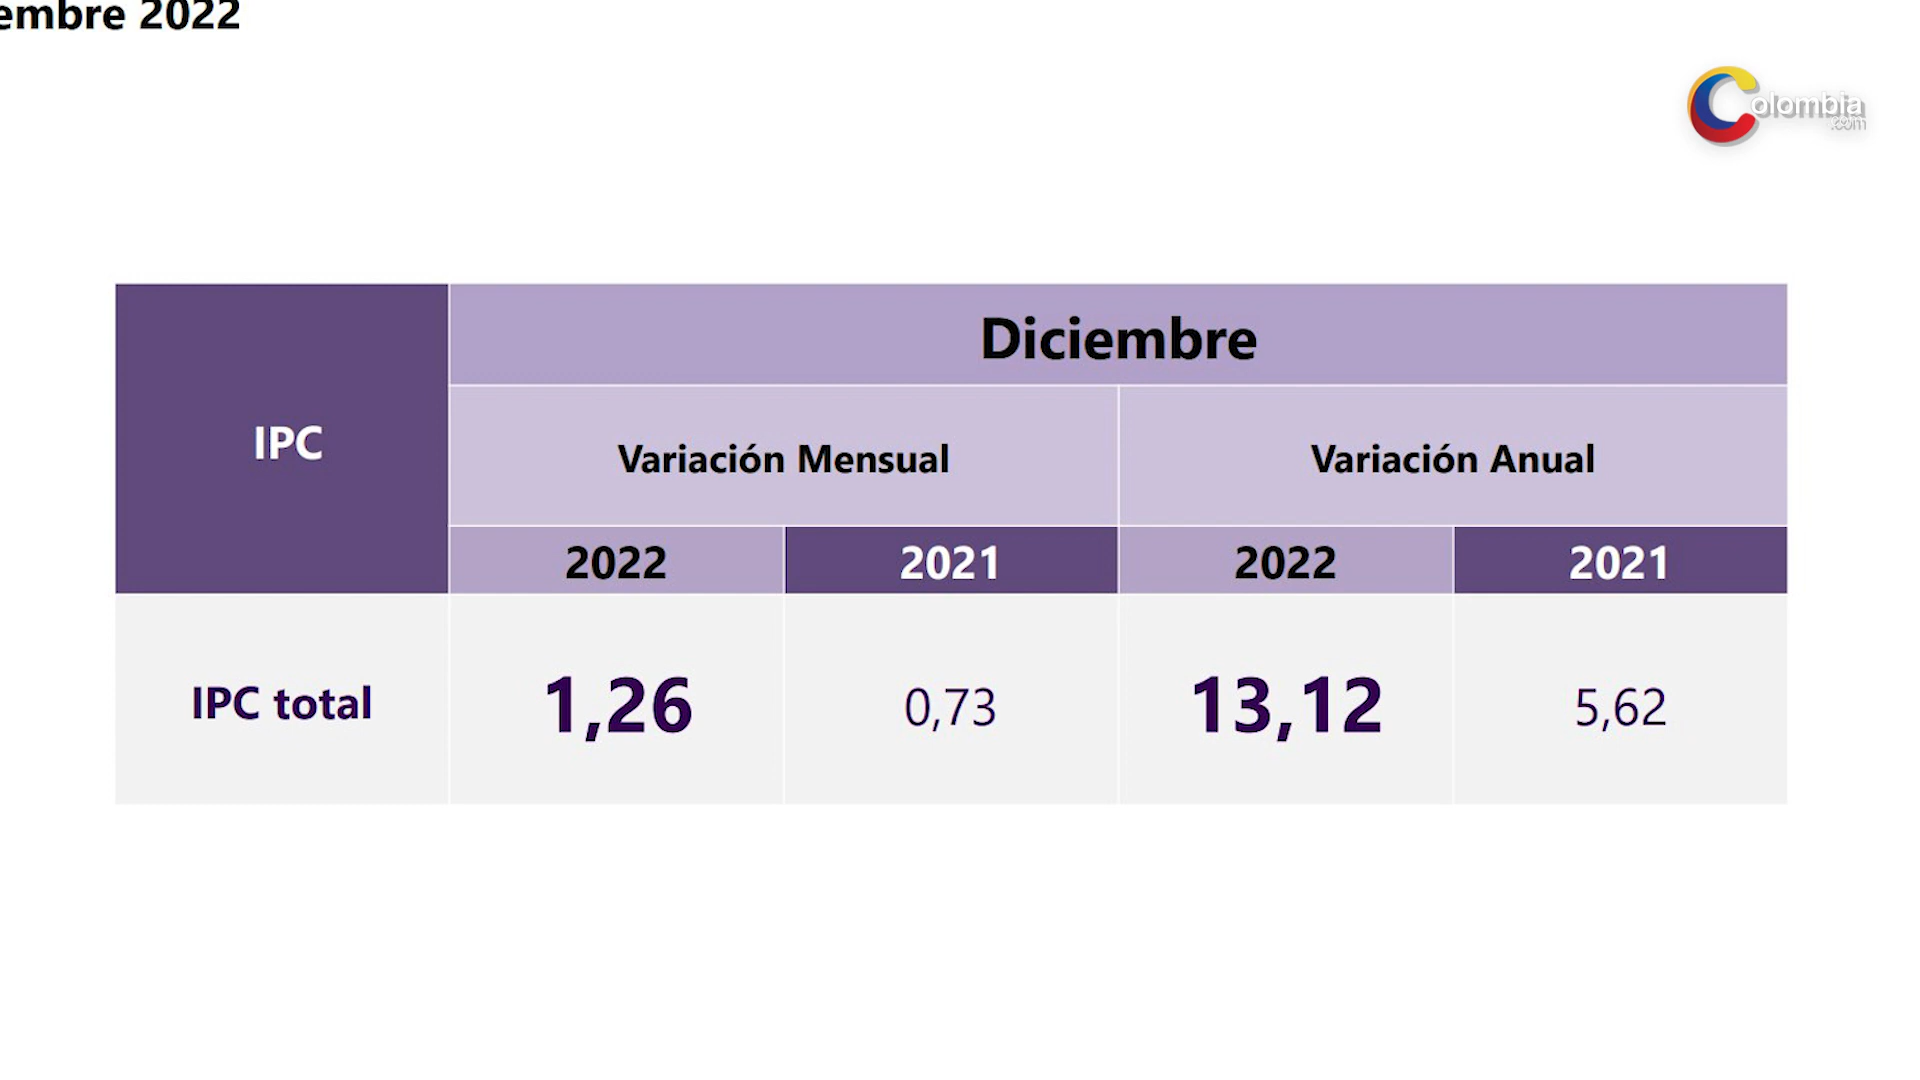 embre 2022
Colombia
.com
Diciembre
IPC
Variación Mensual
Variación Anual
2022
2021
2022
2021
IPC total
1,26
0,73
13,12
5,62